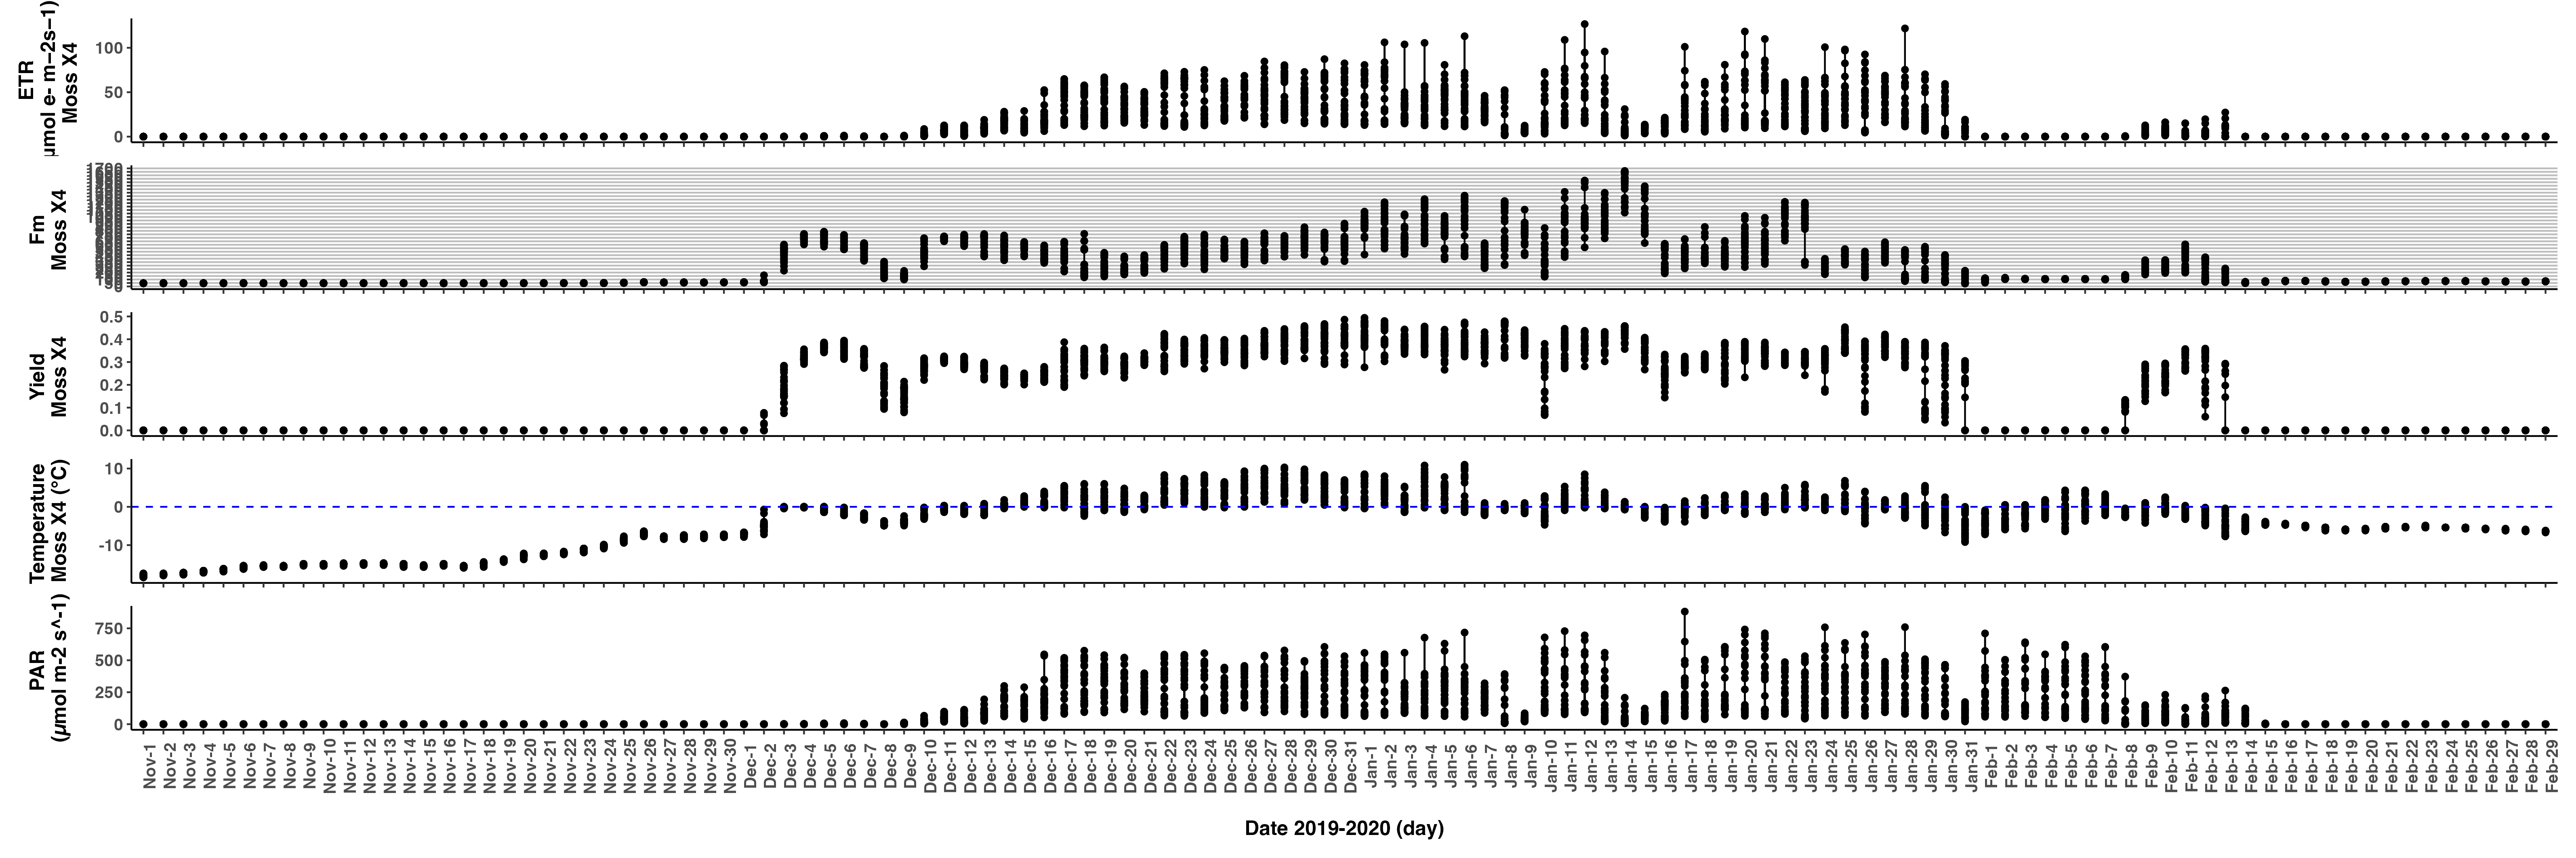 ETR
µmol e- m−2s−1)
Moss X4
100
50
0
Fm
Moss X4
1700
0
Yield
Moss X4
0.5
0.4
0.3
0.2
0.1
0.0
Temperature
Moss X4 (°C)
10
0
-10
PAR
(µmol m-2 s^-1)
750
500
250
0
Nov-1
Nov-2
Nov-3
Nov-4
Nov-5
Nov-6
Nov-7
Nov-8
Nov-9
Nov-10
Nov-11
Nov-12
Nov-13
Nov-14
Nov-15
Nov-16
Nov-17
Nov-18
Nov-19
Nov-20
Nov-21
Nov-22
Nov-23
Nov-24
Nov-25
Nov-26
Nov-27
Nov-28
Nov-29
Nov-30
Dec-1
Dec-2
Dec-3
Dec-4
Dec-5
Dec-6
Dec-7
Dec-8
Dec-9
Dec-10
Dec-11
Dec-12
Dec-13
Dec-14
Dec-15
Dec-16
Dec-17
Dec-18
Dec-19
Dec-20
Dec-21
Dec-22
Dec-23
Dec-24
Dec-25
Dec-26
Dec-27
Dec-28
Dec-29
Dec-30
Dec-31
Jan-1
Jan-2
Jan-3
Jan-4
Jan-5
Jan-6
Jan-7
Jan-8
Jan-9
Jan-10
Jan-11
Jan-12
Jan-13
Jan-14
Jan-15
Jan-16
Jan-17
Jan-18
Jan-19
Jan-20
Jan-21
Jan-22
Jan-23
Jan-24
Jan-25
Jan-26
Jan-27
Jan-28
Jan-29
Jan-30
Jan-31
Feb-1
Feb-2
Feb-3
Feb-4
Feb-5
Feb-6
Feb-7
Feb-8
Feb-9
Feb-10
Feb-11
Feb-12
Feb-13
Feb-14
Feb-15
Feb-16
Feb-17
Feb-18
Feb-19
Feb-20
Feb-21
Feb-22
Feb-23
Feb-24
Feb-25
Feb-26
Feb-27
Feb-28
Feb-29
Date 2019-2020 (day)